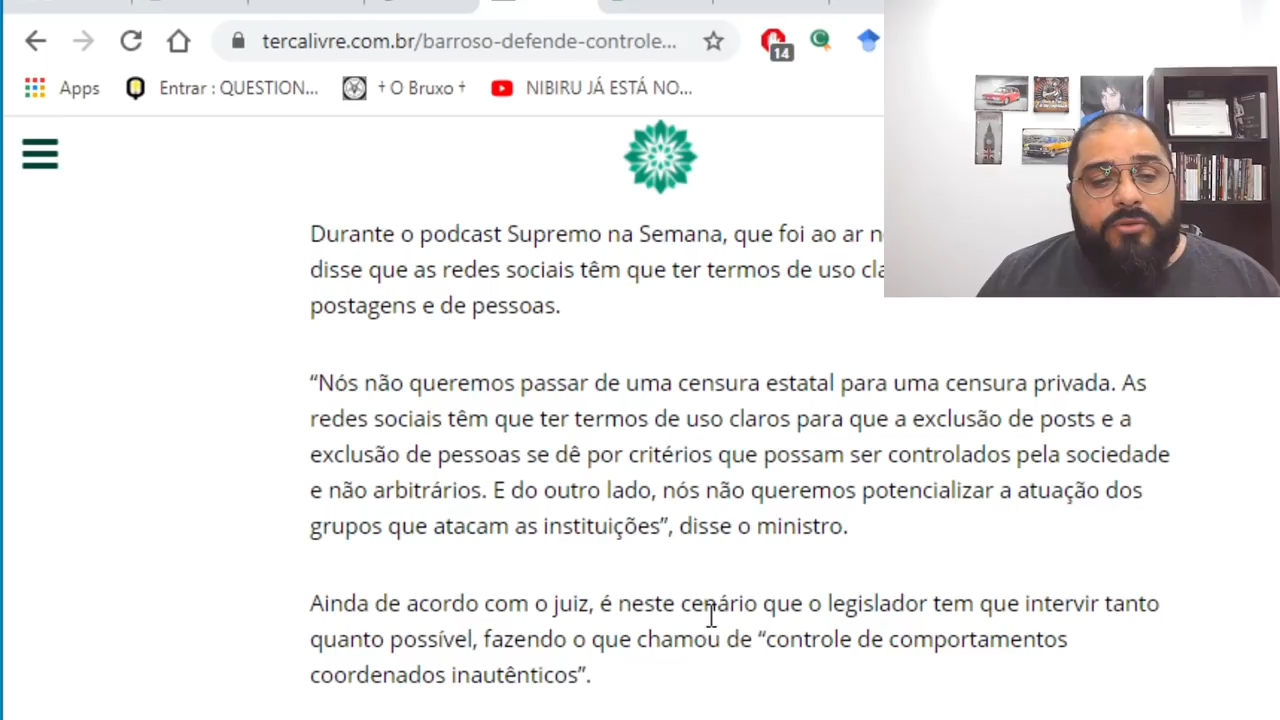 tercalivre.com.br/barroso-defende-controle...
14
Apps
Entrar : QUESTION...
† O Bruxo †
NIBIRU JÁ ESTÁ NO...
Durante o podcast Supremo na Semana, que foi ao ar
disse que as redes sociais têm que ter termos de uso
postagens e de pessoas.
“Nós não queremos passar de uma censura estatal para uma censura privada. As
redes sociais têm que ter termos de uso claros para que a exclusão de posts e a
exclusão de pessoas se dê por critérios que possam ser controlados pela sociedade
e não arbitrários. E do outro lado, nós não queremos potencializar a atuação dos
grupos que atacam as instituições”, disse o ministro.
Ainda de acordo com o juiz, é neste cenário que o legislador tem que intervir tanto
quanto possível, fazendo o que chamou de “controle de comportamentos
coordenados inautênticos”.